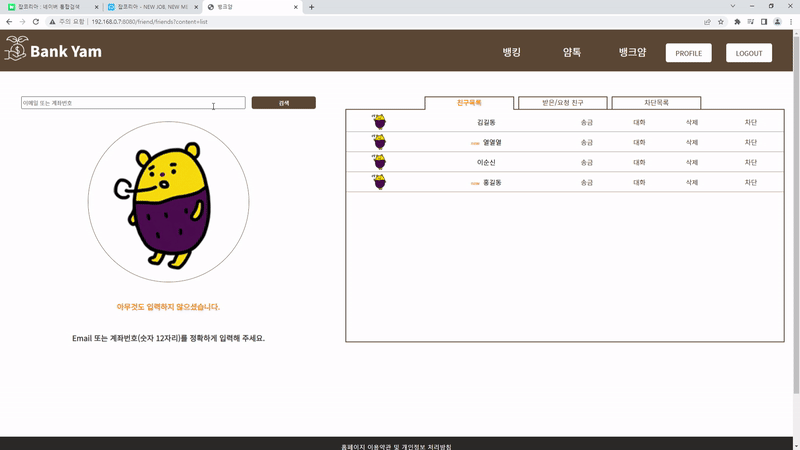 잡코리아 : 네이버 통합검색
잡코리아 - NEW JOB, NEW ME
뱅크얌
주의 요함 192.168.0.7:8080/friend/friends?content=list
Bank Yam
뱅킹
얌톡
뱅크얌
PROFILE
LOGOUT
이메일 또는 계좌번호
검색
친구목록
받은/요청 친구
차단목록
김길동 송금 대화 삭제 차단
열열열 송금 대화 삭제 차단
이순신 송금 대화 삭제 차단
홍길동 송금 대화 삭제 차단
아무것도 입력하지 않으셨습니다.
Email 또는 계좌번호(숫자 12자리)를 정확하게 입력해 주세요.
홈페이지 이용약관 및 개인정보 처리방침